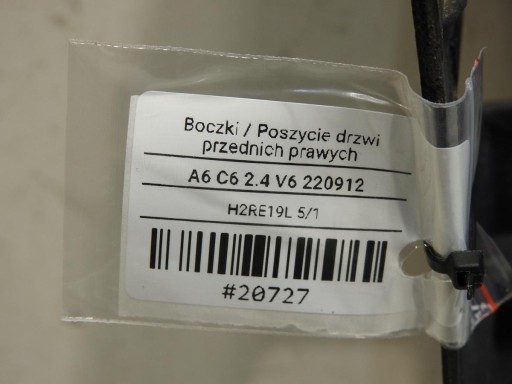 Boczki / Poszycie drzwi
przednich prawych
A6 C6 2.4 V6 220912
H2RE19L 5/1
#20727